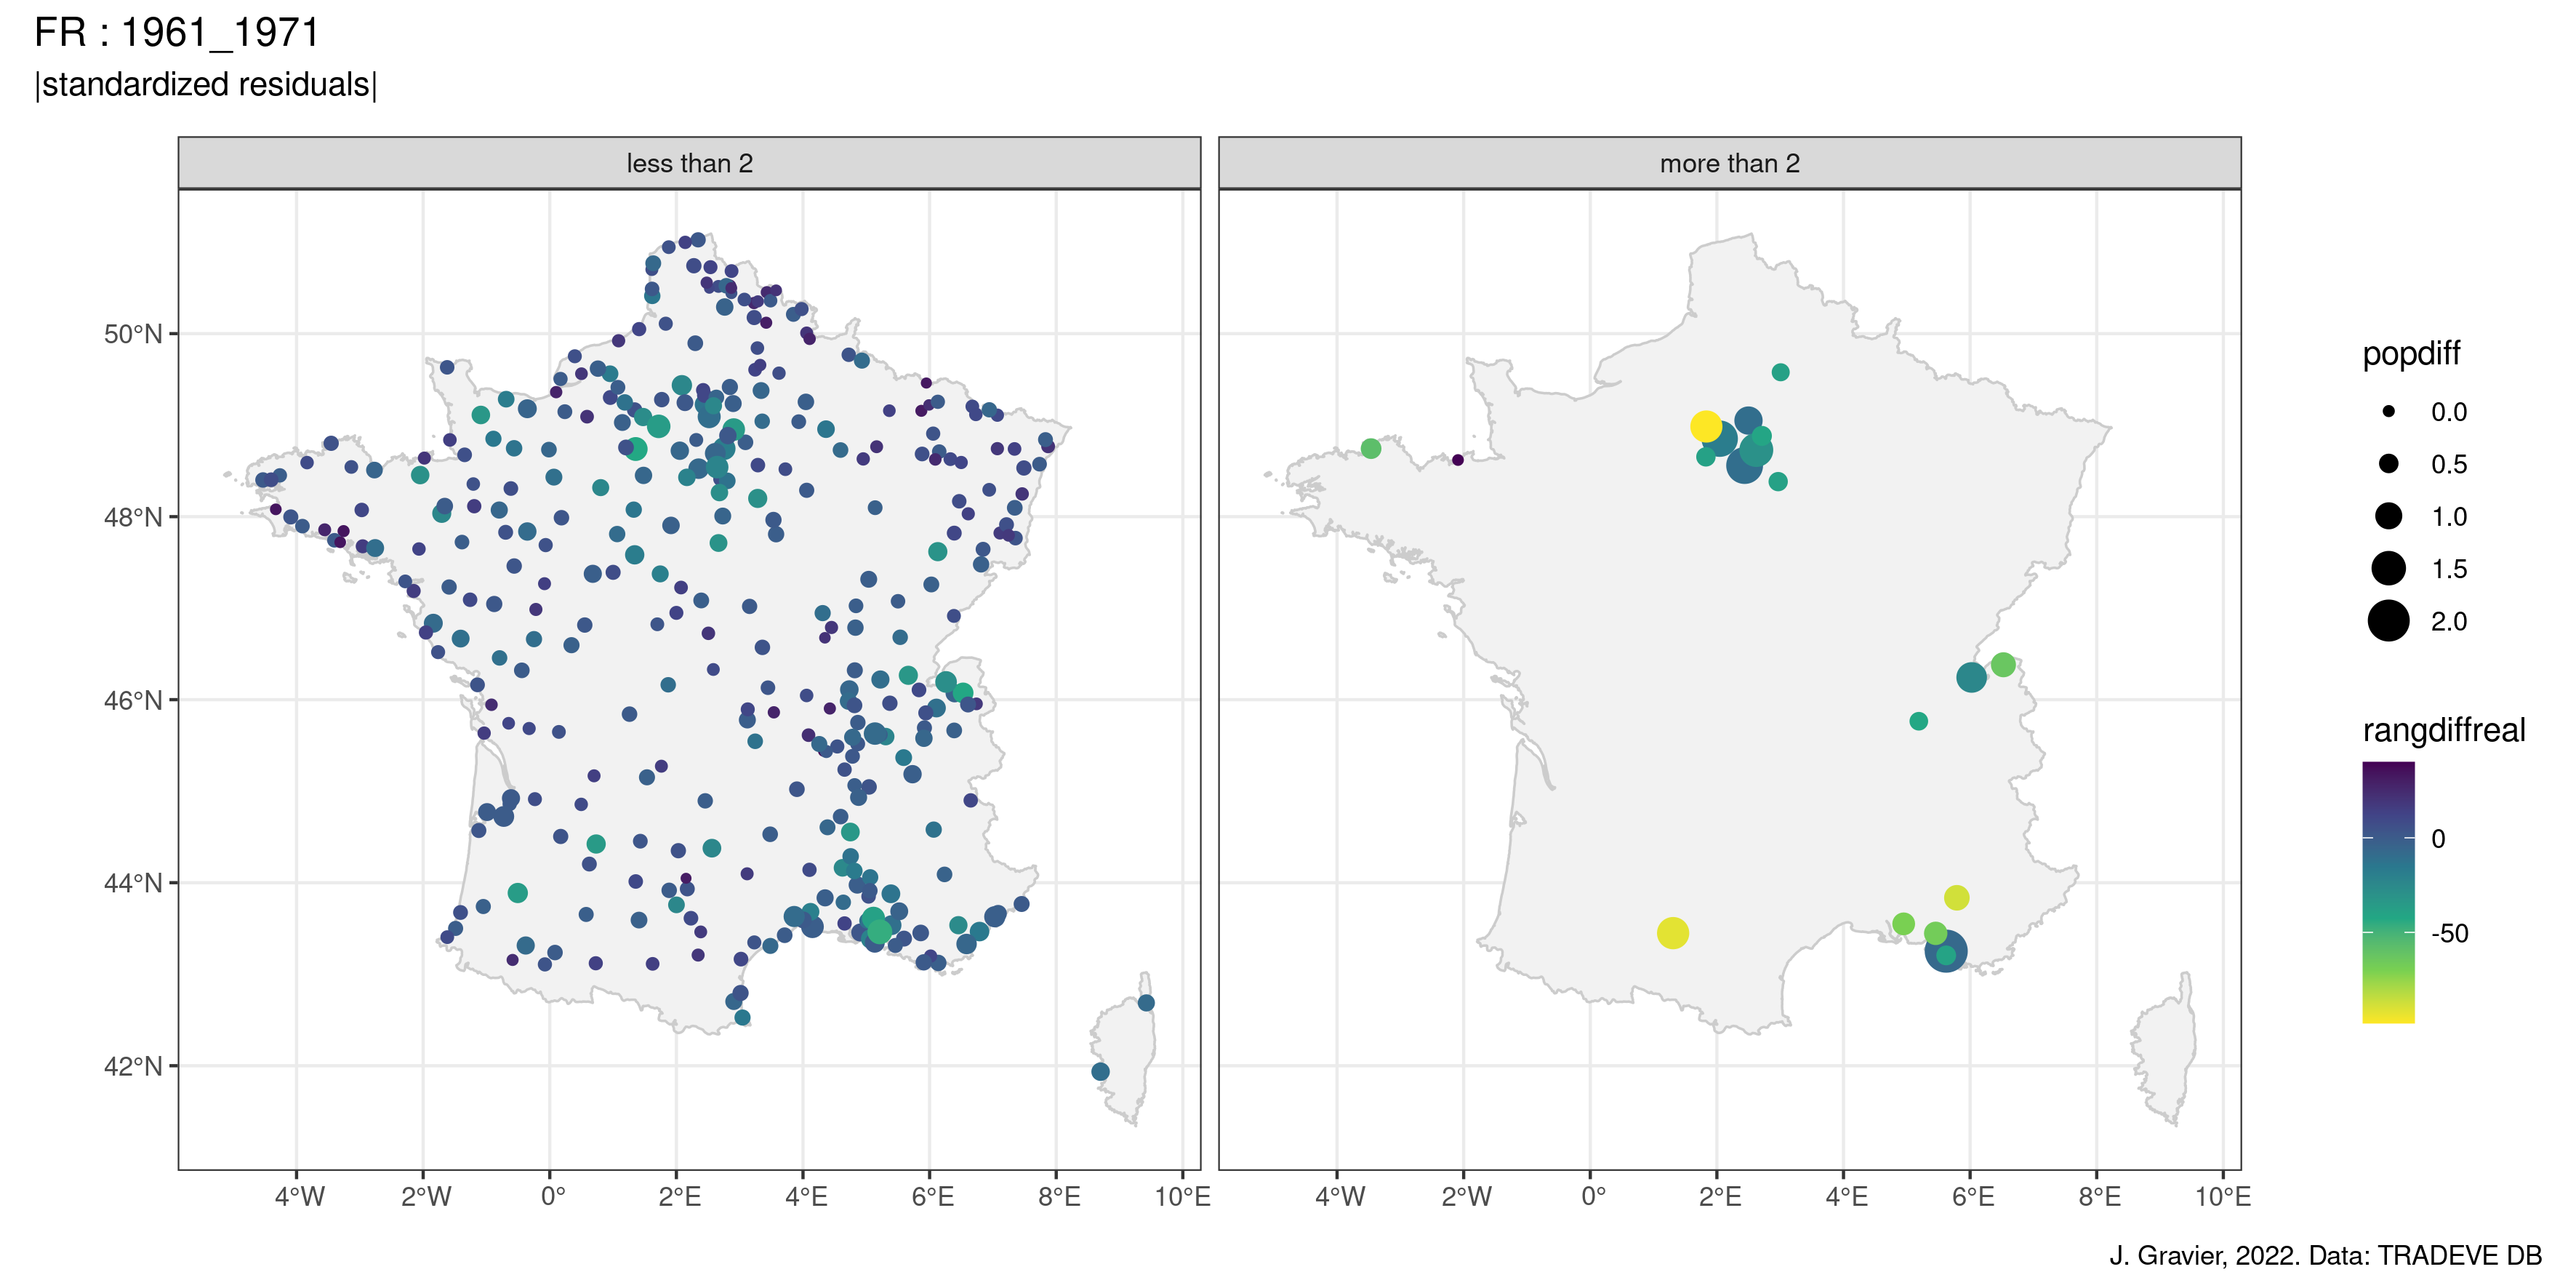 FR : 1961_1971
|standardized residuals|
less than 2
more than 2
50°N
48°N
46°N
44°N
42°N
4°W 2°W 0° 2°E 4°E 6°E 8°E 10°E
4°W 2°W 0° 2°E 4°E 6°E 8°E 10°E
popdiff
0.0
0.5
1.0
1.5
2.0
rangdiffreal
0
-50
J. Gravier, 2022. Data: TRADEVE DB